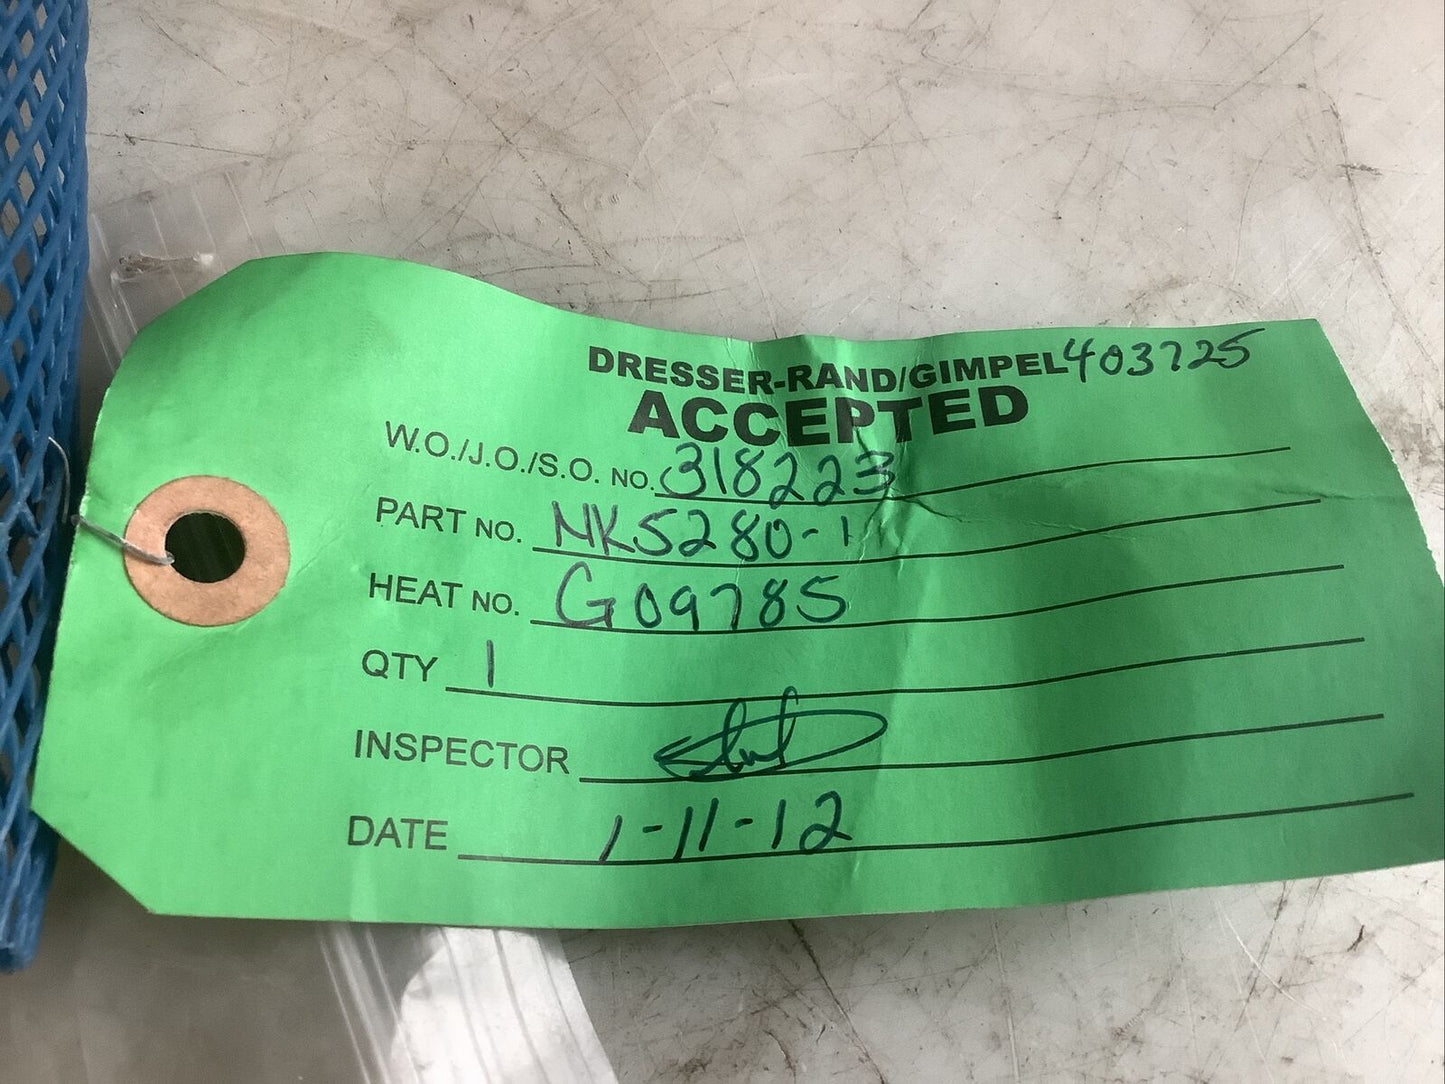 DRESSER-RAND/GIMPEL 403725
ACCEPTED
W.O./J.O./S.O. NO. 318223
PART NO. NK5280-1
HEAT NO. G09785
QTY 1
INSPECTOR
DATE 1-11-12